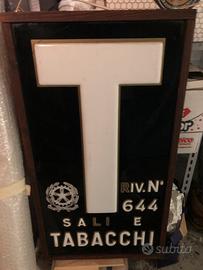 T
RIV. N°
644
SALI E
TABACCHI
subito